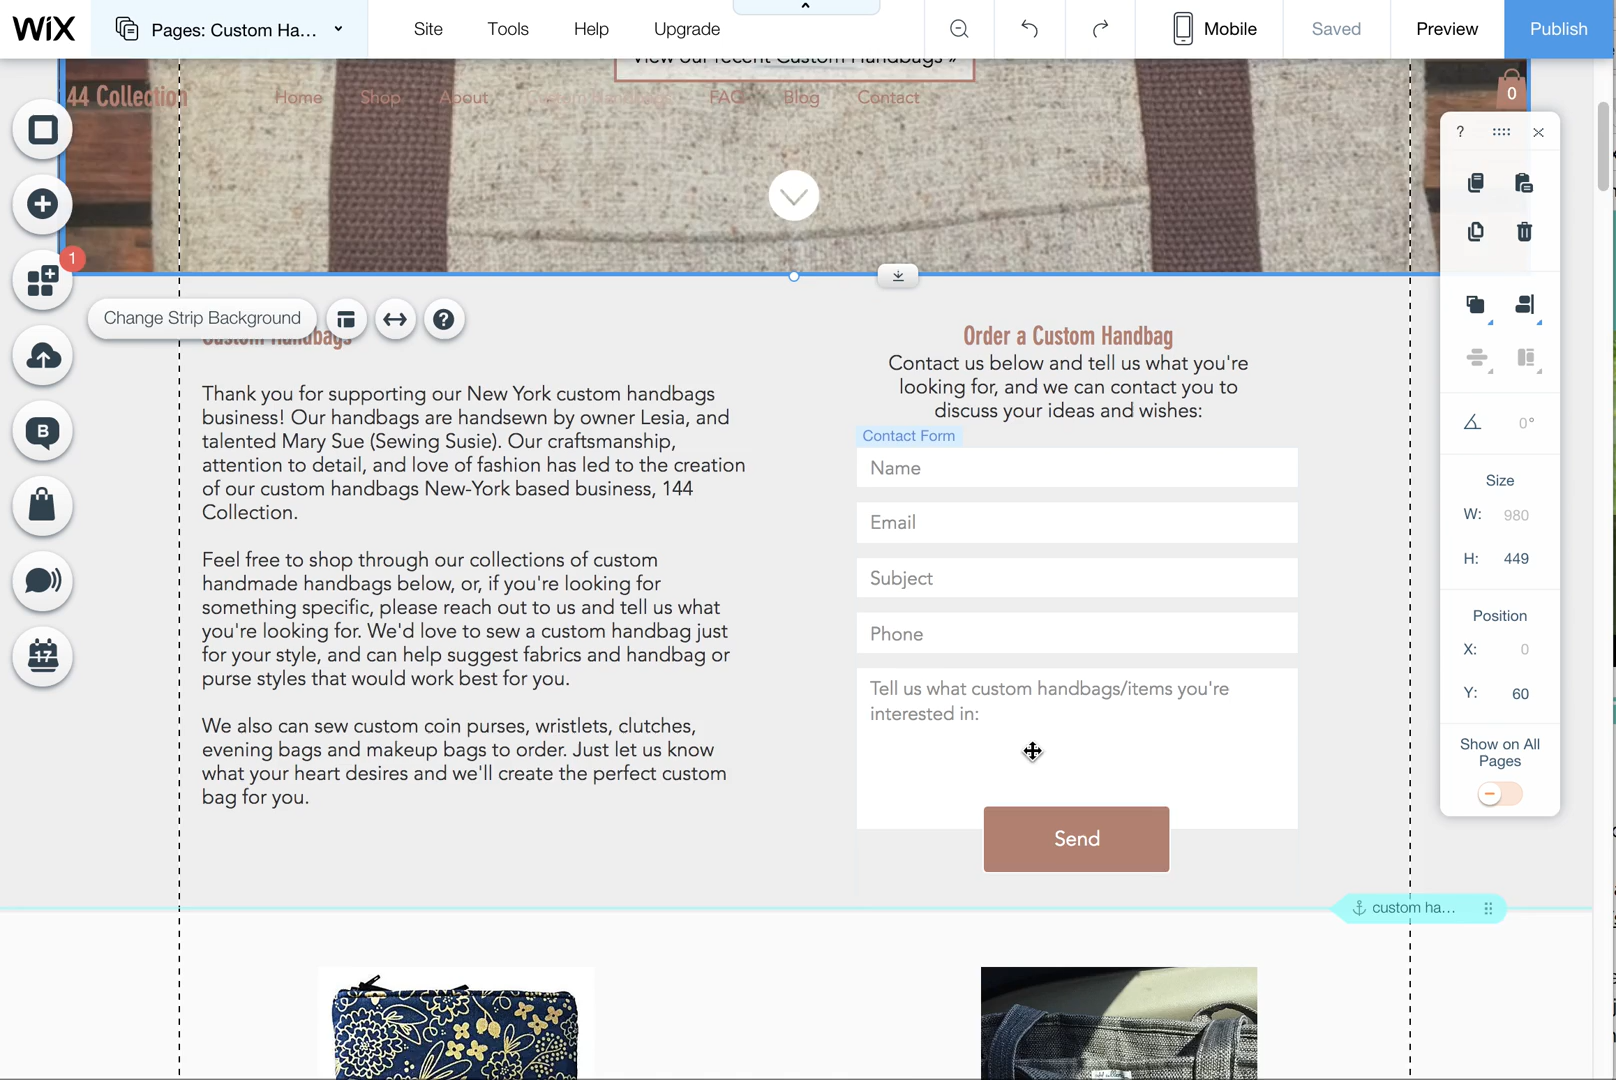 WiX Pages: Custom Ha... Site Tools Help Upgrade Mobile Saved Preview Publish
View our recent Custom Handbags »
44 Collection Home Shop About FAQ Blog Contact 0
? 
1
Change Strip Background ?
Custom Handbags
Thank you for supporting our New York custom handbags
business! Our handbags are handsewn by owner Lesia, and
talented Mary Sue (Sewing Susie). Our craftsmanship,
attention to detail, and love of fashion has led to the creation
of our custom handbags New-York based business, 144
Collection.
Feel free to shop through our collections of custom
handmade handbags below, or, if you're looking for
something specific, please reach out to us and tell us what
you're looking for. We'd love to sew a custom handbag just
for your style, and can help suggest fabrics and handbag or
purse styles that would work best for you.
We also can sew custom coin purses, wristlets, clutches,
evening bags and makeup bags to order. Just let us know
what your heart desires and we'll create the perfect custom
bag for you.
Order a Custom Handbag
Contact us below and tell us what you're
looking for, and we can contact you to
discuss your ideas and wishes:
Contact Form
Name
Email
Subject
Phone
Tell us what custom handbags/items you're
interested in:
Send
B
17
0°
Size
W: 980
H: 449
Position
X: 0
Y: 60
Show on All
Pages
custom ha...